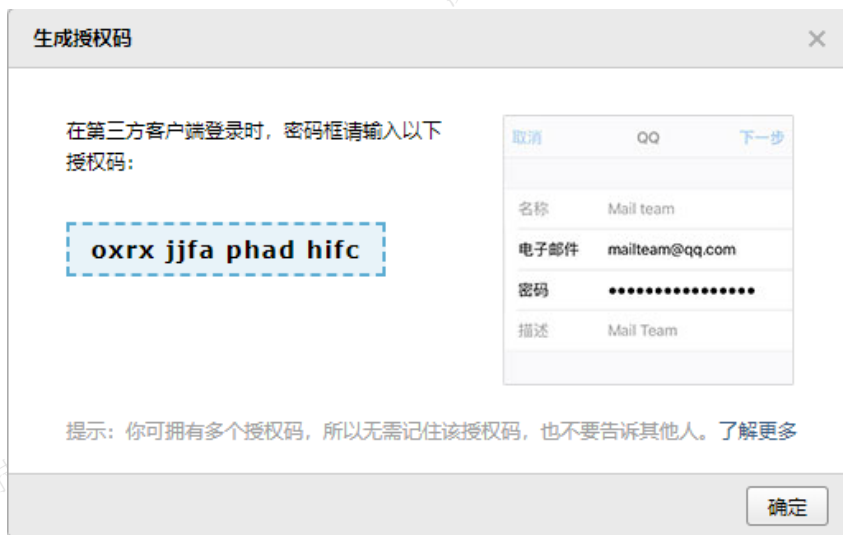 生成授权码
在第三方客户端登录时，密码框请输入以下
授权码：
oxrx jjfa phad hifc
取消 QQ 下一步
名称 Mail team
电子邮件 mailteam@qq.com
密码 ••••••••••••••••
描述 Mail Team
提示：你可拥有多个授权码，所以无需记住该授权码，也不要告诉其他人。了解更多
确定